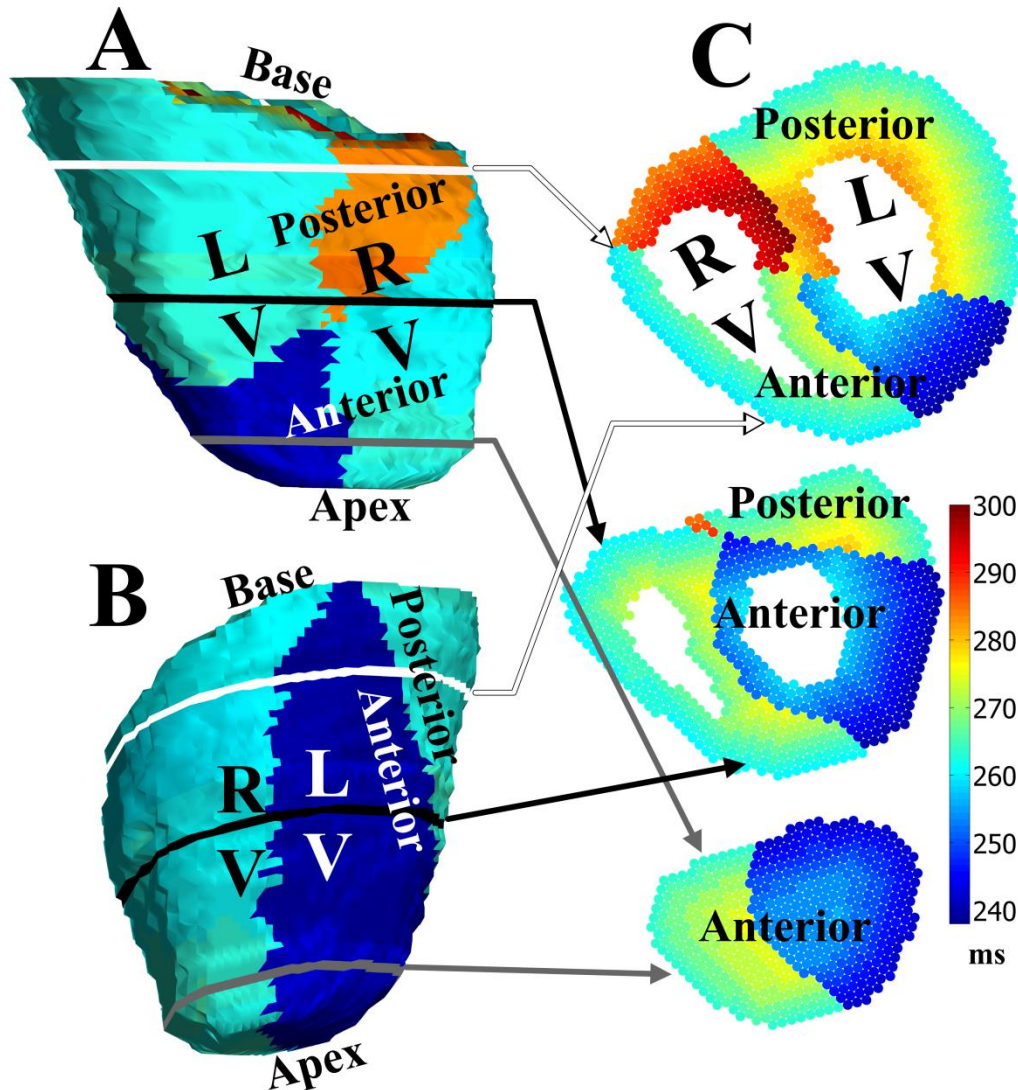 A
Base
Posterior
L
V
R
V
Anterior
Apex
B
Base
Posterior
Anterior
R
V
L
V
Apex
C
Posterior
L
V
R
V
Anterior
Posterior
Anterior
Anterior
300
290
280
270
260
250
240
ms